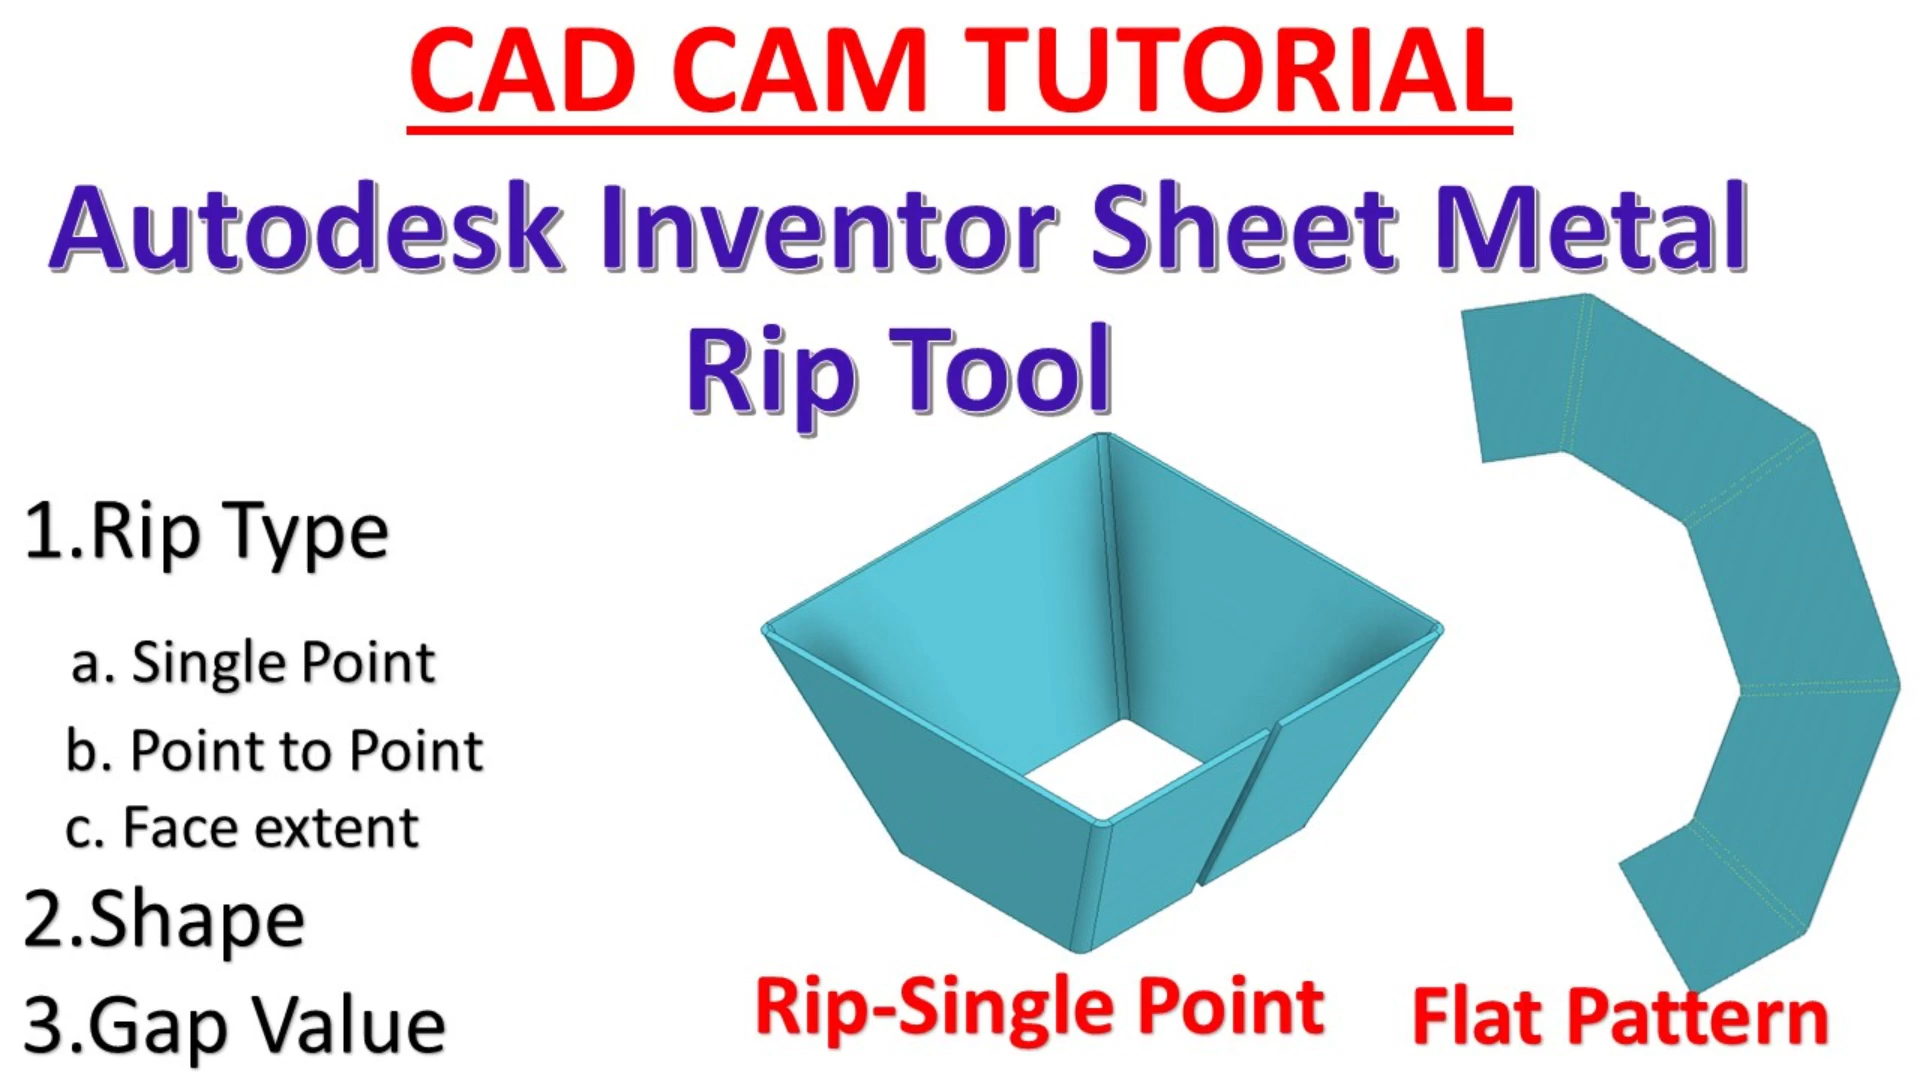 CAD CAM TUTORIAL
Autodesk Inventor Sheet Metal
Rip Tool
1.Rip Type
a. Single Point
b. Point to Point
c. Face extent
2.Shape
3.Gap Value
Rip-Single Point
Flat Pattern